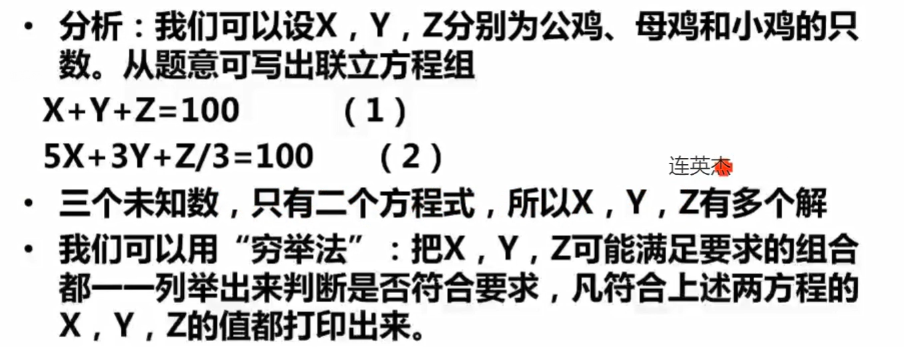 • 分析：我们可以设X，Y，Z分别为公鸡、母鸡和小鸡的只
数。从题意可写出联立方程组
X+Y+Z=100 （1）
5X+3Y+Z/3=100 （2）
连英杰
• 三个未知数，只有二个方程式，所以X，Y，Z有多个解
• 我们可以用“穷举法”：把X，Y，Z可能满足要求的组合
都一一列举出来判断是否符合要求，凡符合上述两方程的
X，Y，Z的值都打印出来。